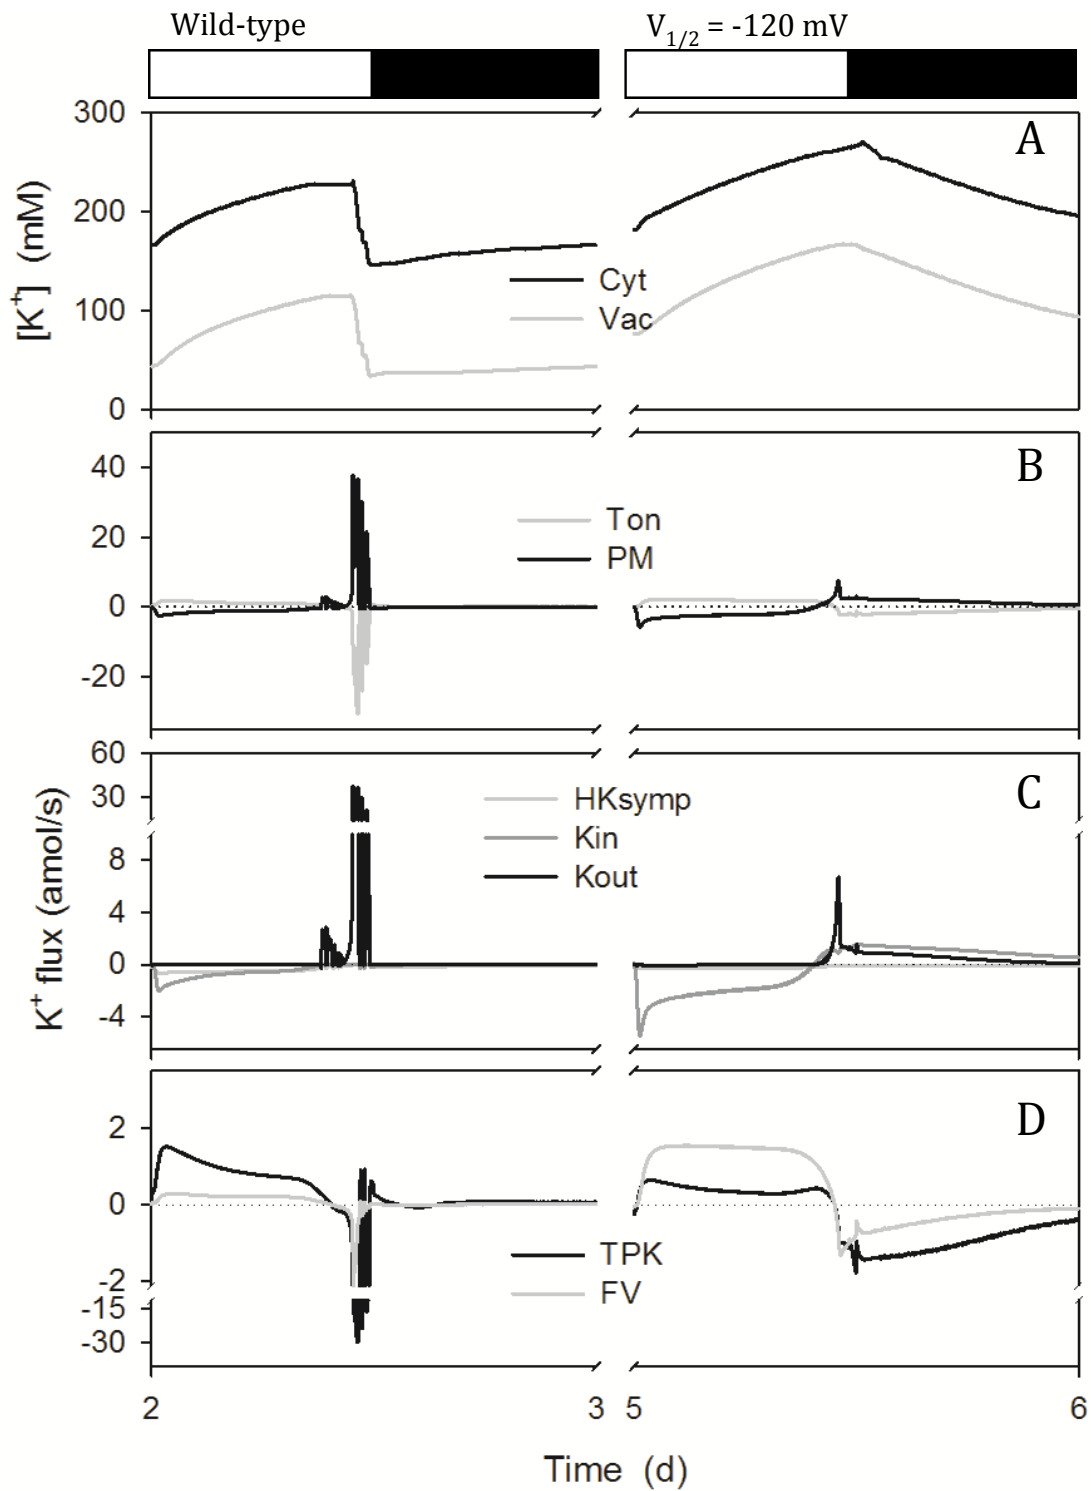 Wild-type
V1/2 = -120 mV
A
300
200
100
0
[K+] (mM)
Cyt
Vac
B
40
20
0
-20
Ton
PM
C
60
30
8
4
0
-4
K+ flux (amol/s)
HKsymp
Kin
Kout
D
2
0
-2
-15
-30
TPK
FV
2
3
5
6
Time (d)